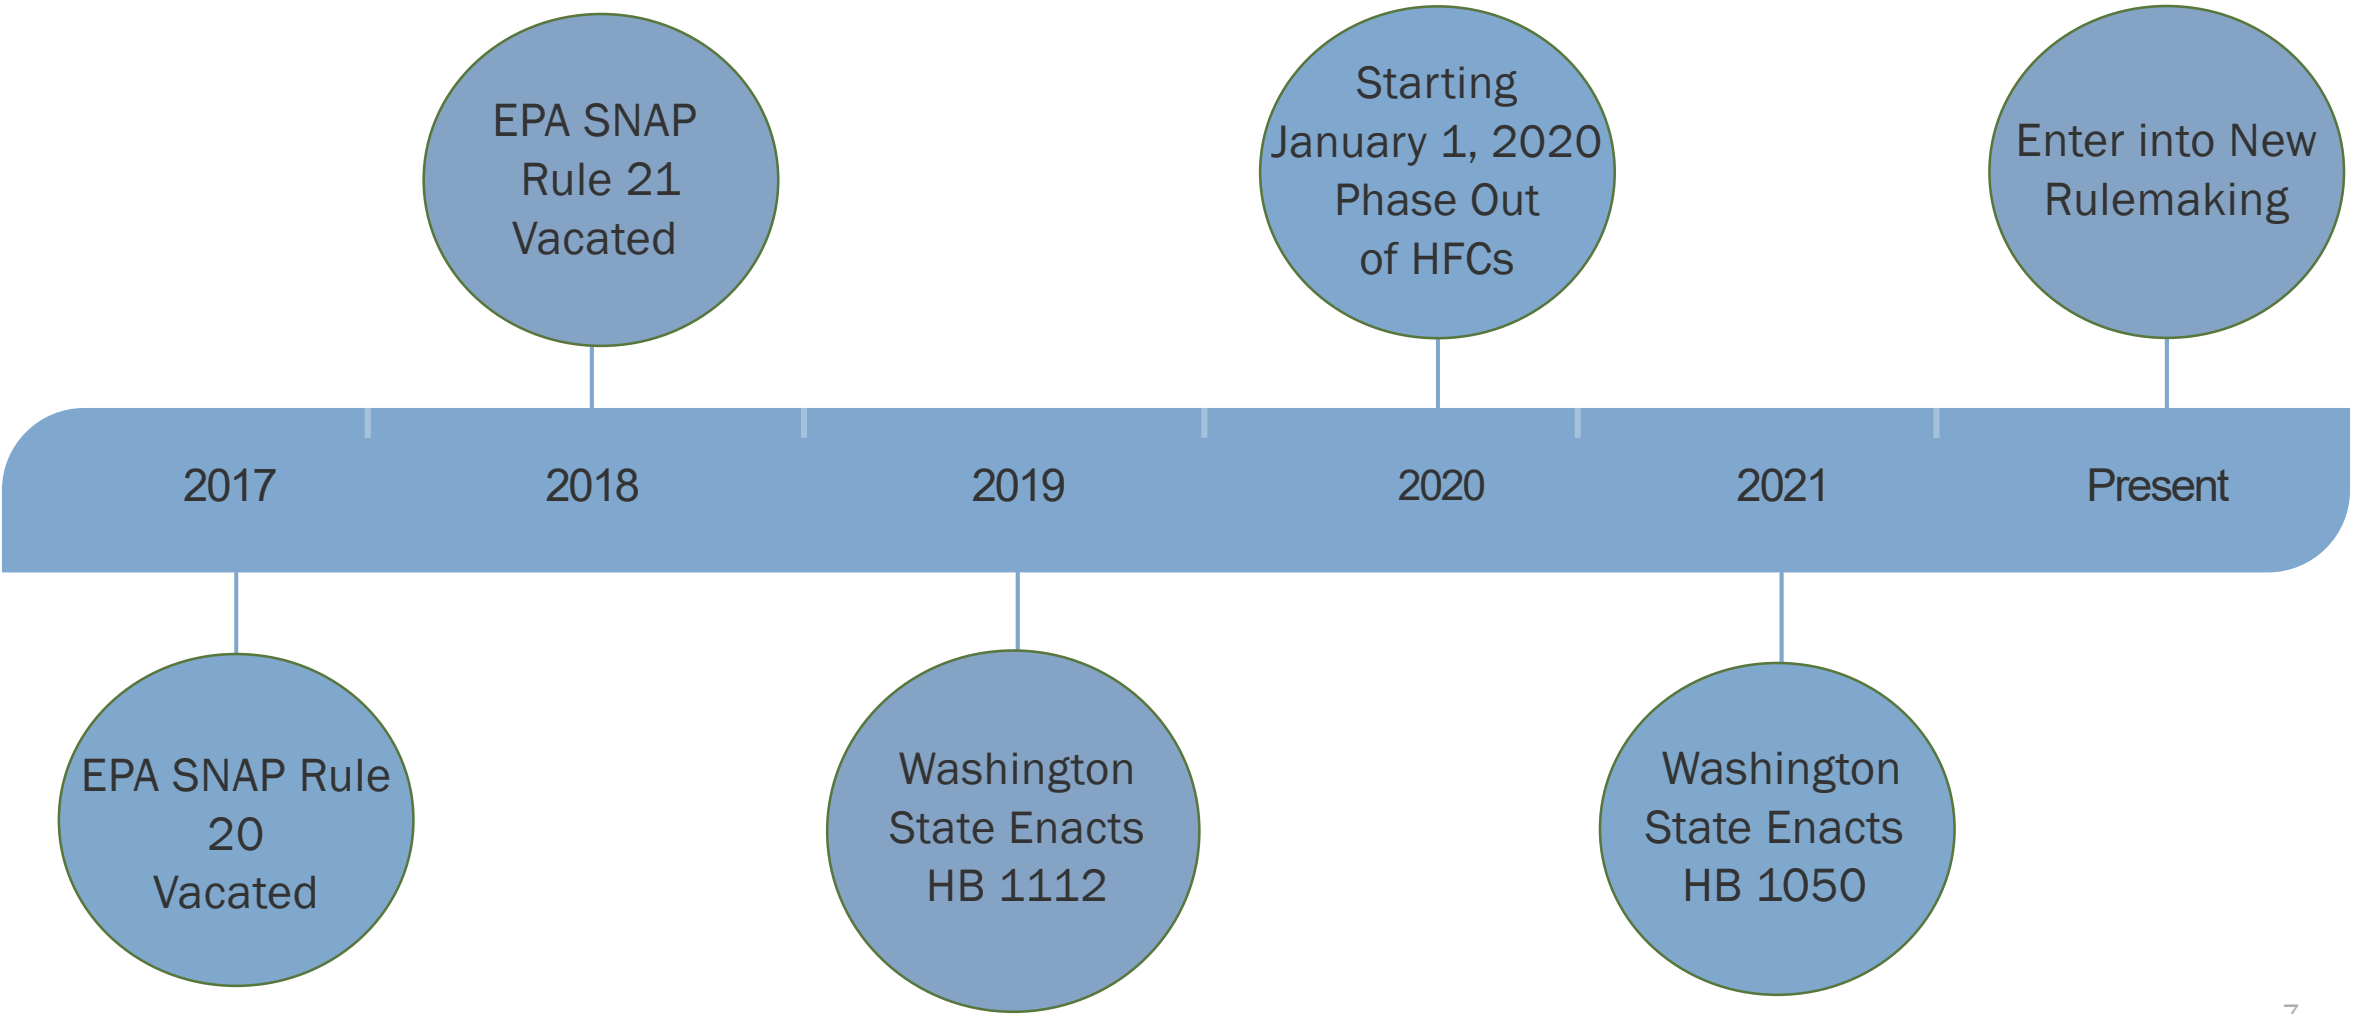 EPA SNAP
Rule 21
Vacated
Starting
January 1, 2020
Phase Out
of HFCs
Enter into New
Rulemaking
2017
2018
2019
2020
2021
Present
EPA SNAP Rule
20
Vacated
Washington
State Enacts
HB 1112
Washington
State Enacts
HB 1050
7